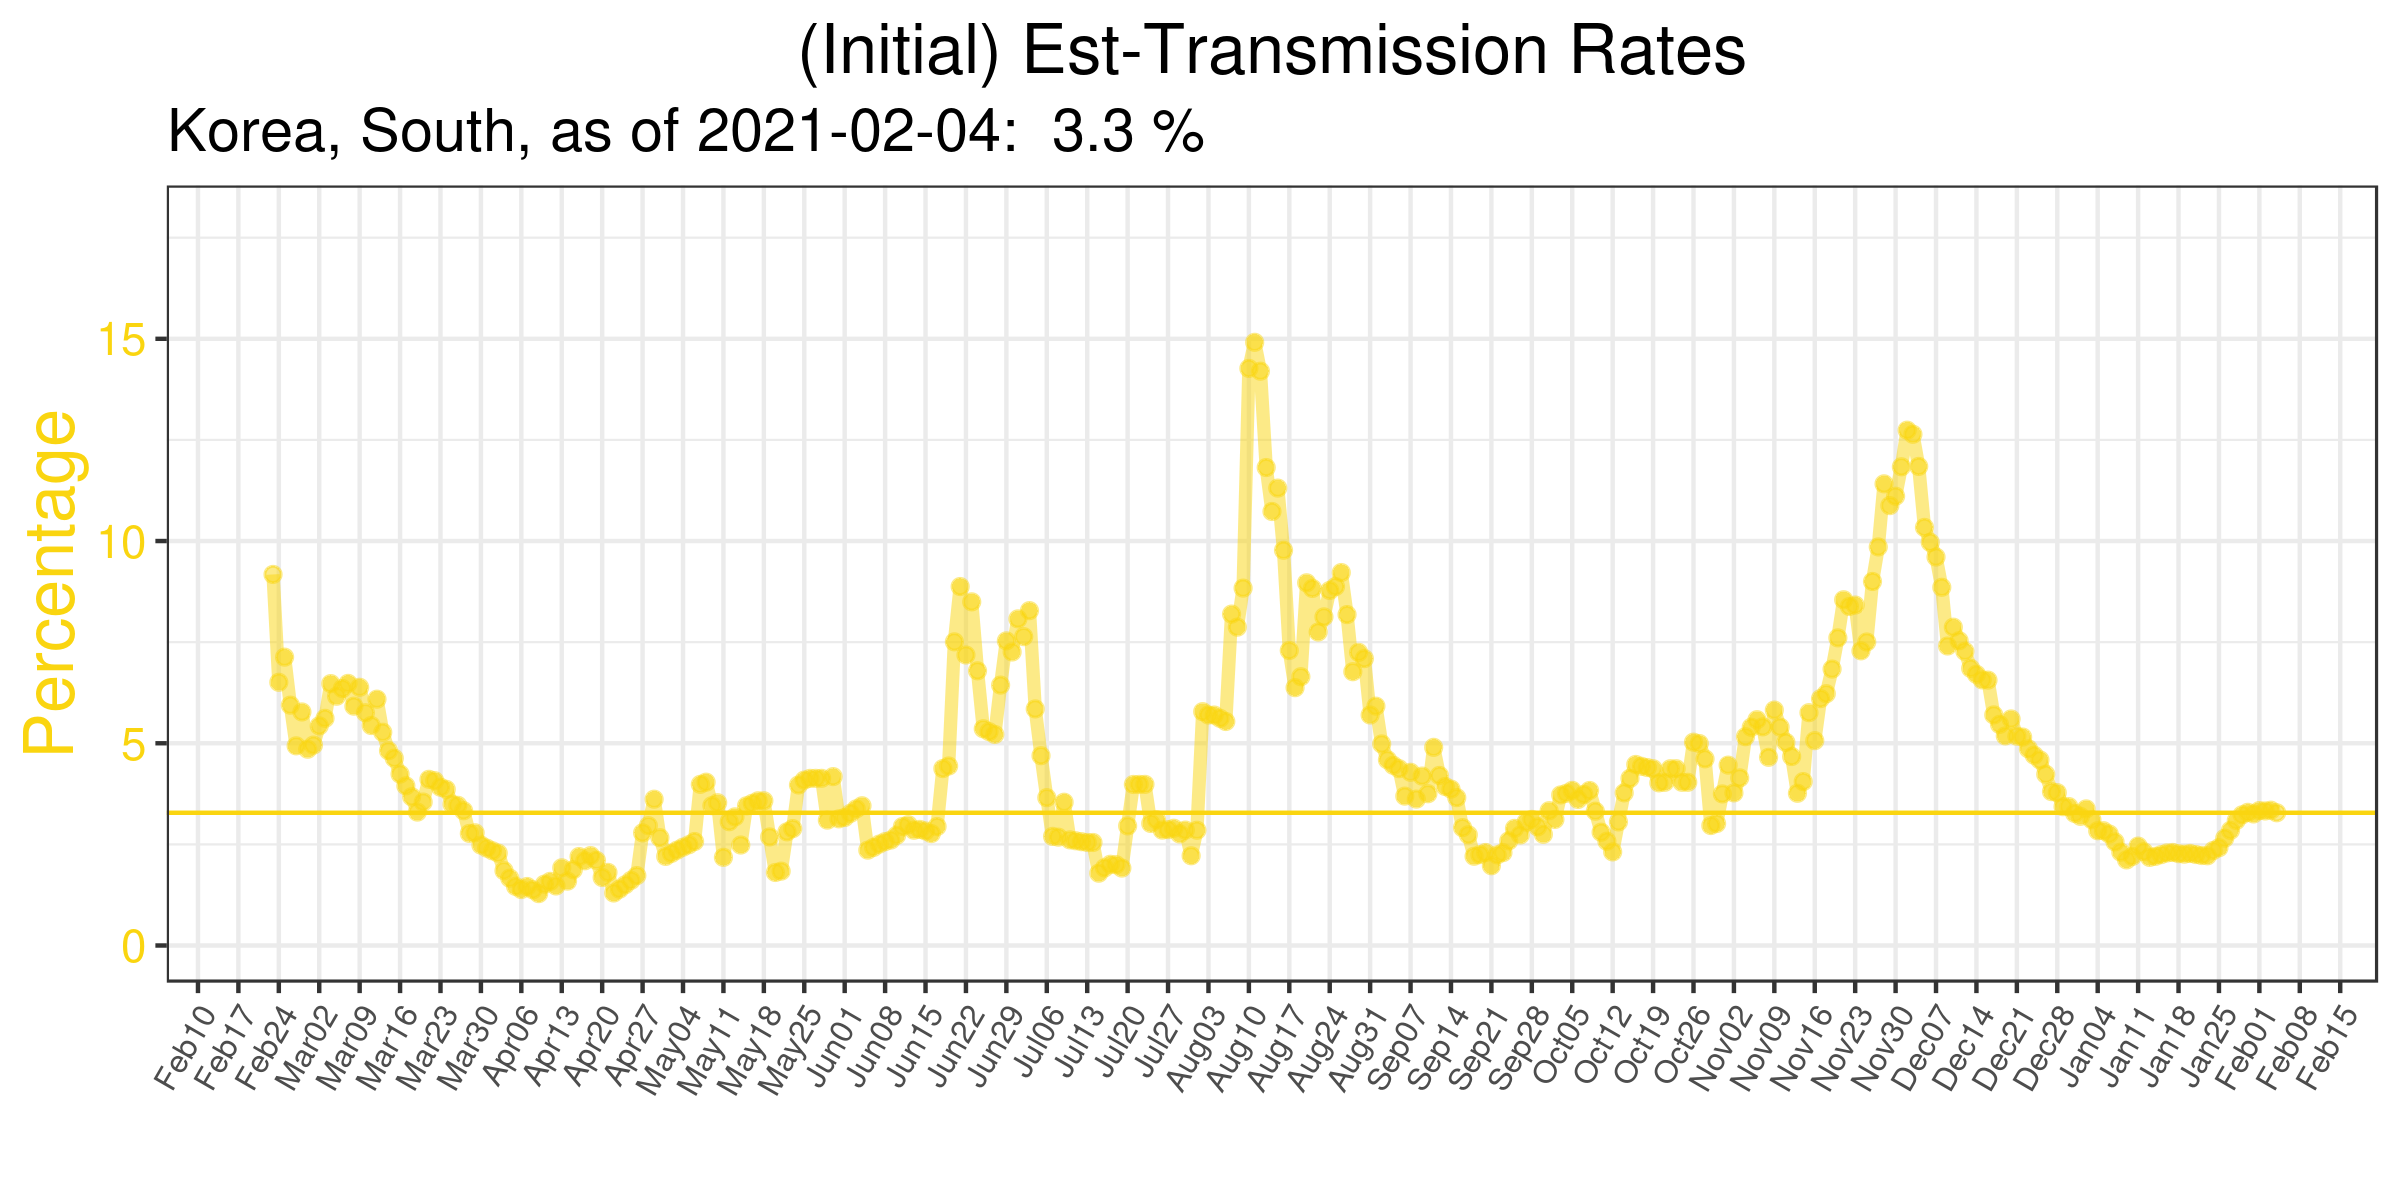 (Initial) Est-Transmission Rates
Korea, South, as of 2021-02-04:  3.3 %
Percentage
15
10
5
0
Feb10
Feb17
Feb24
Mar02
Mar09
Mar16
Mar23
Mar30
Apr06
Apr13
Apr20
Apr27
May04
May11
May18
May25
Jun01
Jun08
Jun15
Jun22
Jun29
Jul06
Jul13
Jul20
Jul27
Aug03
Aug10
Aug17
Aug24
Aug31
Sep07
Sep14
Sep21
Sep28
Oct05
Oct12
Oct19
Oct26
Nov02
Nov09
Nov16
Nov23
Nov30
Dec07
Dec14
Dec21
Dec28
Jan04
Jan11
Jan18
Jan25
Feb01
Feb08
Feb15